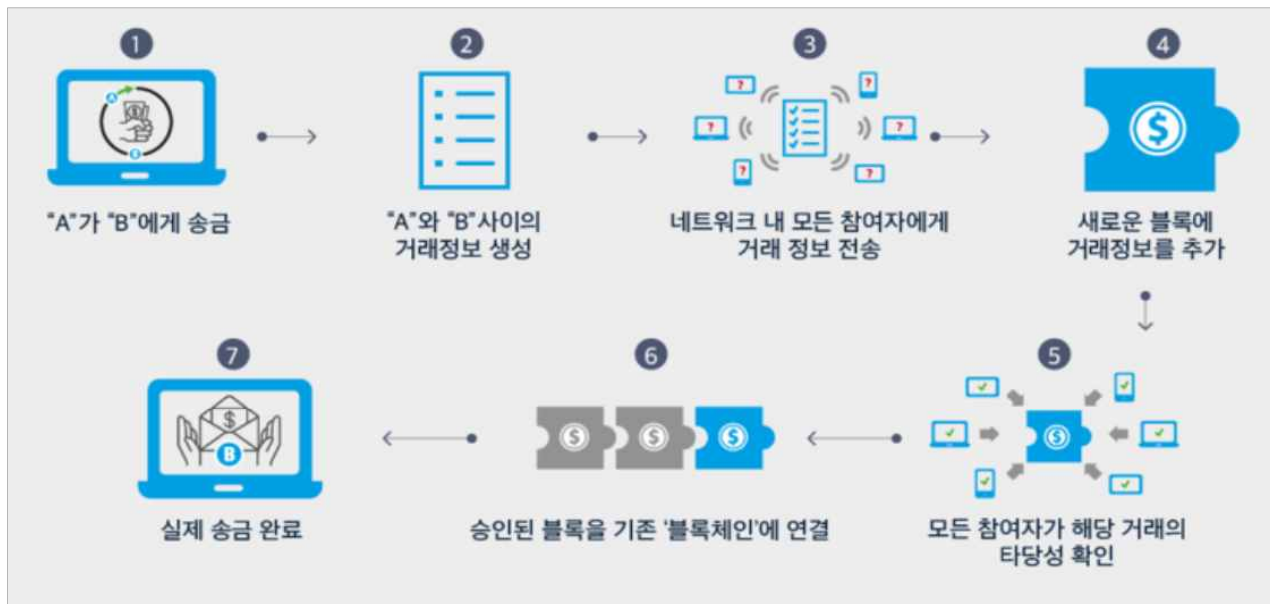 1
2
3
4
A
$
B
?
?
?
?
?
?
$
"A"가 "B"에게 송금
"A"와 "B"사이의
거래정보 생성
네트워크 내 모든 참여자에게
거래 정보 전송
새로운 블록에
거래정보를 추가
7
6
5
$
B
$
$
$
$
실제 송금 완료
승인된 블록을 기존 '블록체인'에 연결
모든 참여자가 해당 거래의
타당성 확인